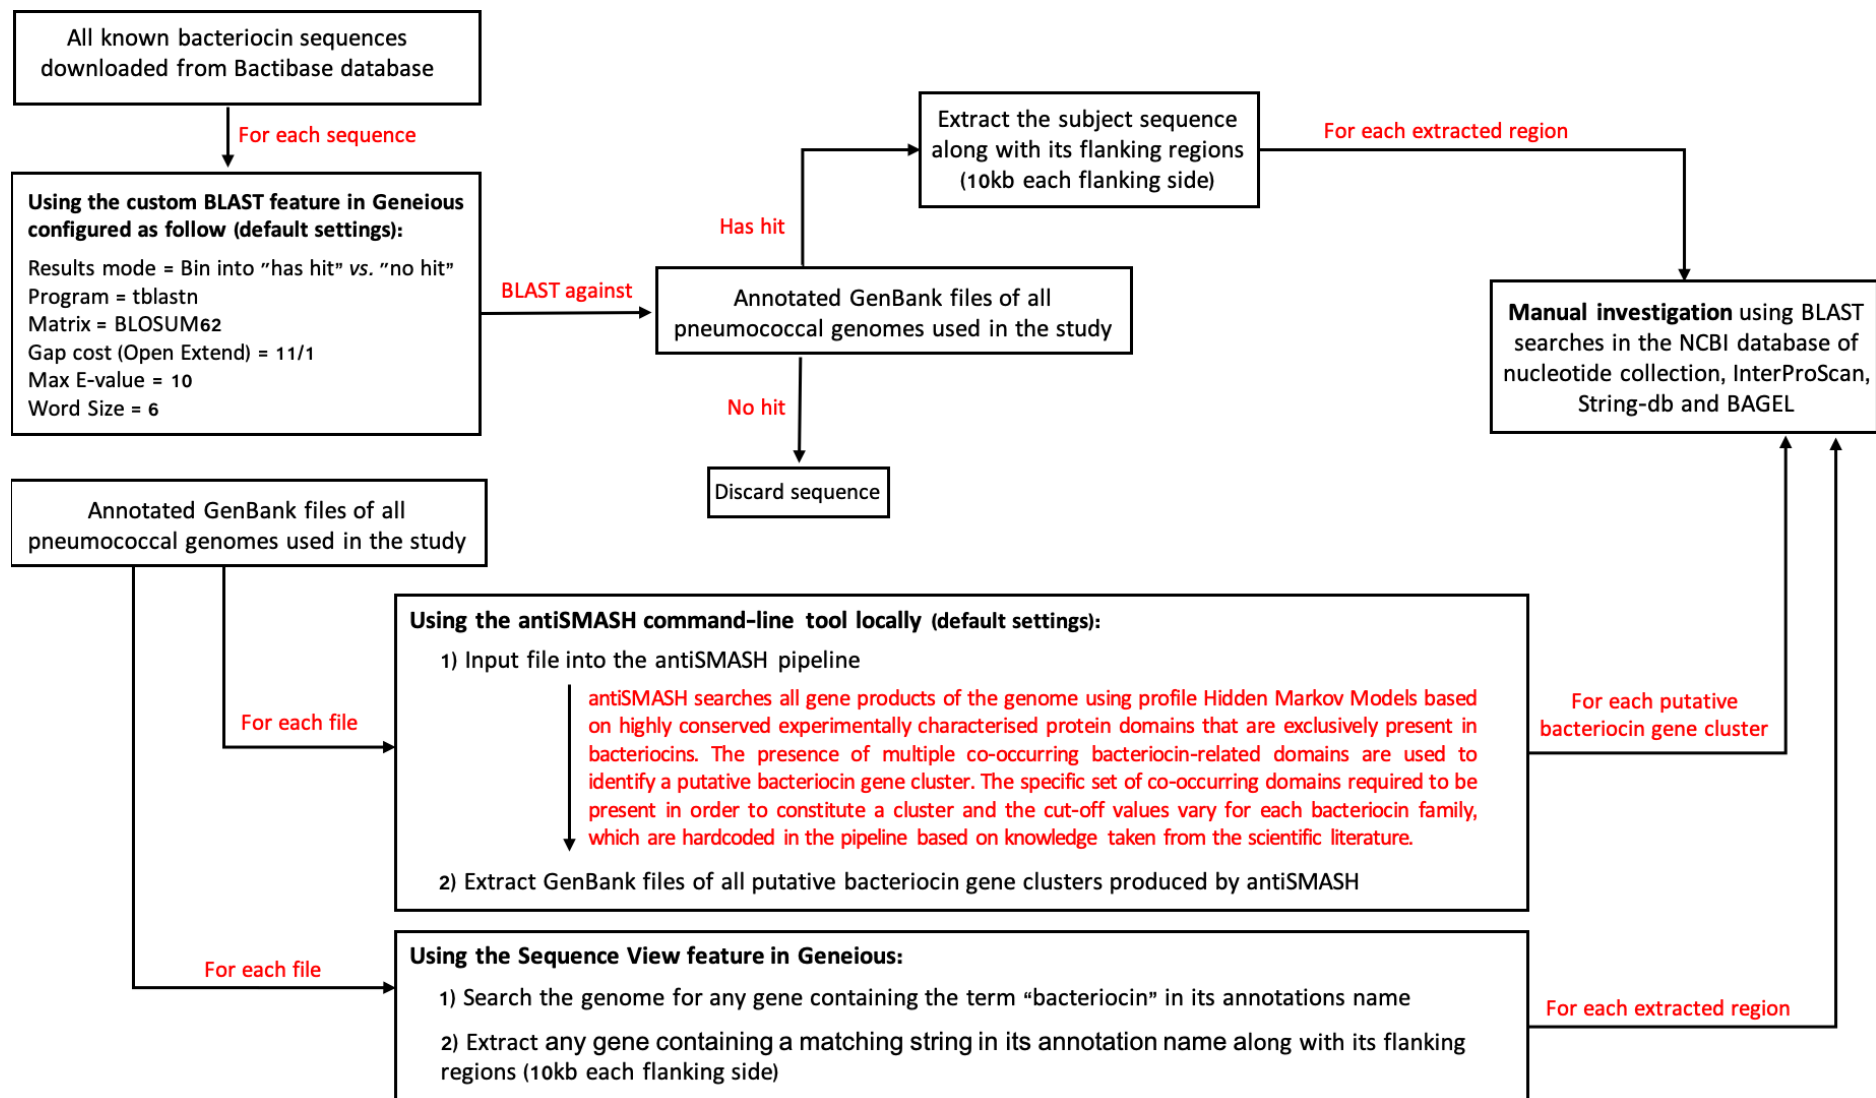 All known bacteriocin sequences
downloaded from Bactibase database
For each sequence
Using the custom BLAST feature in Geneious
configured as follow (default settings):
Results mode = Bin into "has hit" vs. "no hit"
Program = tblastn
Matrix = BLOSUM62
Gap cost (Open Extend) = 11/1
Max E-value = 10
Word Size = 6
BLAST against
Annotated GenBank files of all
pneumococcal genomes used in the study
Has hit
Extract the subject sequence
along with its flanking regions
(10kb each flanking side)
For each extracted region
No hit
Discard sequence
Manual investigation using BLAST
searches in the NCBI database of
nucleotide collection, InterProScan,
String-db and BAGEL
Annotated GenBank files of all
pneumococcal genomes used in the study
For each file
Using the antiSMASH command-line tool locally (default settings):
1) Input file into the antiSMASH pipeline
antiSMASH searches all gene products of the genome using profile Hidden Markov Models based
on highly conserved experimentally characterised protein domains that are exclusively present in
bacteriocins. The presence of multiple co-occurring bacteriocin-related domains are used to
identify a putative bacteriocin gene cluster. The specific set of co-occurring domains required to be
present in order to constitute a cluster and the cut-off values vary for each bacteriocin family,
which are hardcoded in the pipeline based on knowledge taken from the scientific literature.
2) Extract GenBank files of all putative bacteriocin gene clusters produced by antiSMASH
For each putative
bacteriocin gene cluster
For each file
Using the Sequence View feature in Geneious:
1) Search the genome for any gene containing the term “bacteriocin” in its annotations name
2) Extract any gene containing a matching string in its annotation name along with its flanking
regions (10kb each flanking side)
For each extracted region